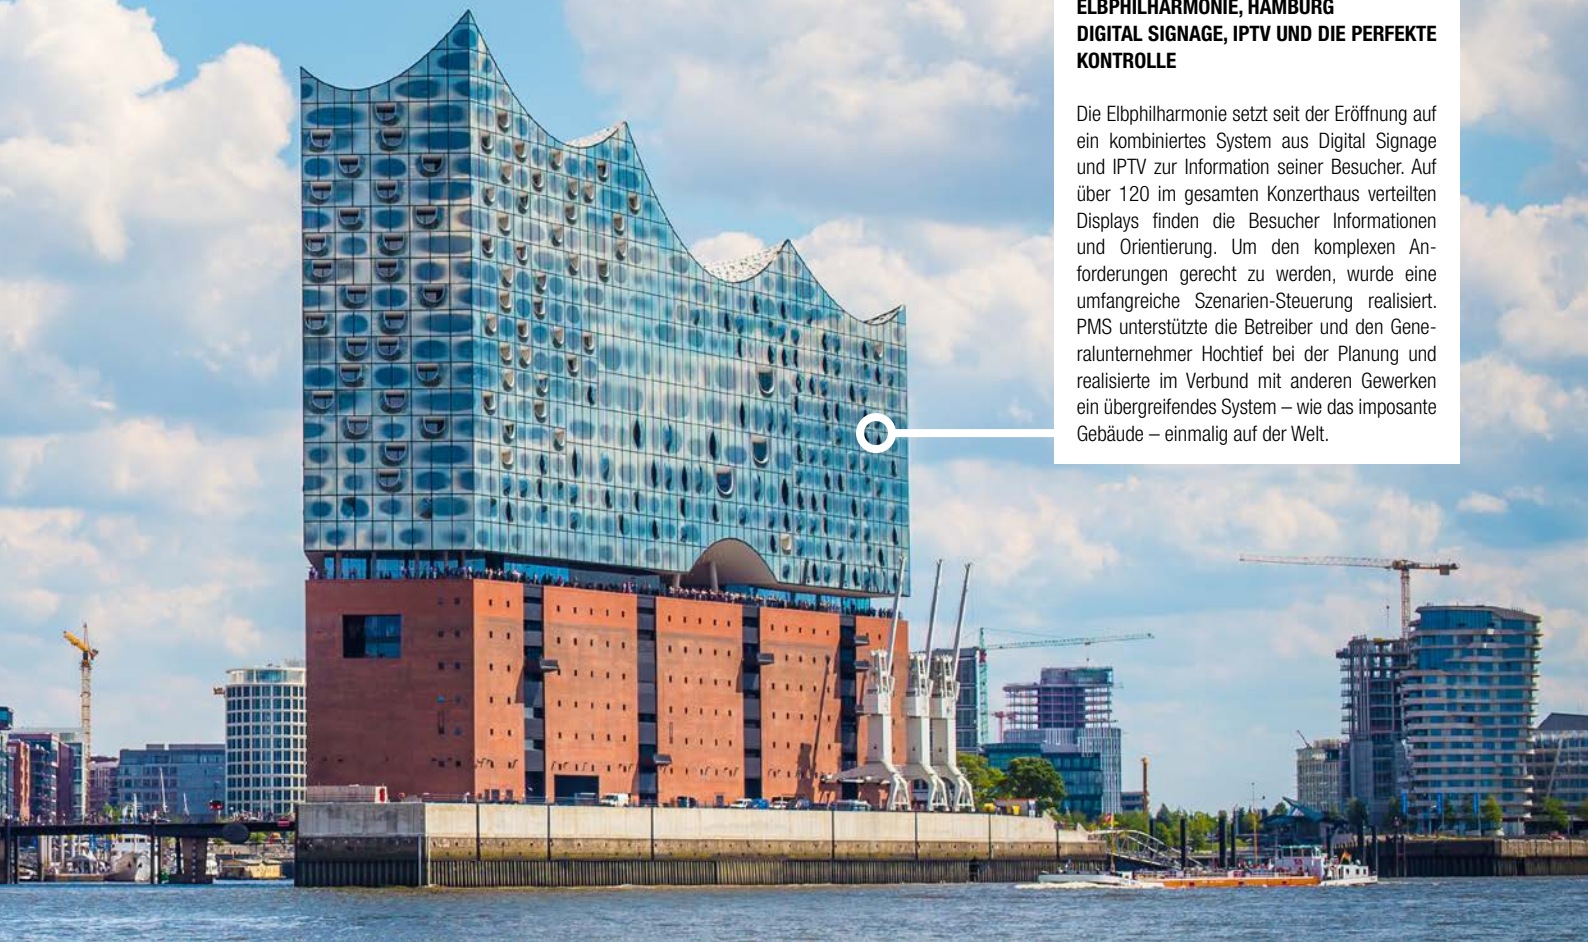 ELBPHILHARMONIE, HAMBURG
DIGITAL SIGNAGE, IPTV UND DIE PERFEKTE
KONTROLLE
Die Elbphilharmonie setzt seit der Eröffnung auf
ein kombiniertes System aus Digital Signage
und IPTV zur Information seiner Besucher. Auf
über 120 im gesamten Konzerthaus verteilten
Displays finden die Besucher Informationen
und Orientierung. Um den komplexen An-
forderungen gerecht zu werden, wurde eine
umfangreiche Szenarien-Steuerung realisiert.
PMS unterstützte die Betreiber und den Gene-
ralunternehmer Hochtief bei der Planung und
realisierte im Verbund mit anderen Gewerken
ein übergreifendes System – wie das imposante
Gebäude – einmalig auf der Welt.